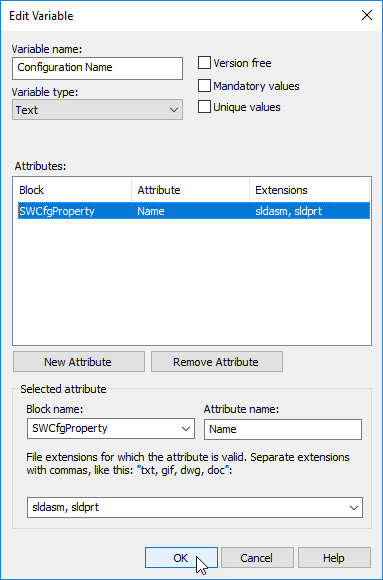 Edit Variable
Variable name:
Configuration Name
Version free
Mandatory values
Variable type:
Text
Unique values
Attributes:
Block Attribute Extensions
SWCfgProperty Name sldasm, sldprt
New Attribute Remove Attribute
Selected attribute
Block name: Attribute name:
SWCfgProperty Name
File extensions for which the attribute is valid. Separate extensions
with commas, like this: "txt, gif, dwg, doc":
sldasm, sldprt
OK Cancel Help